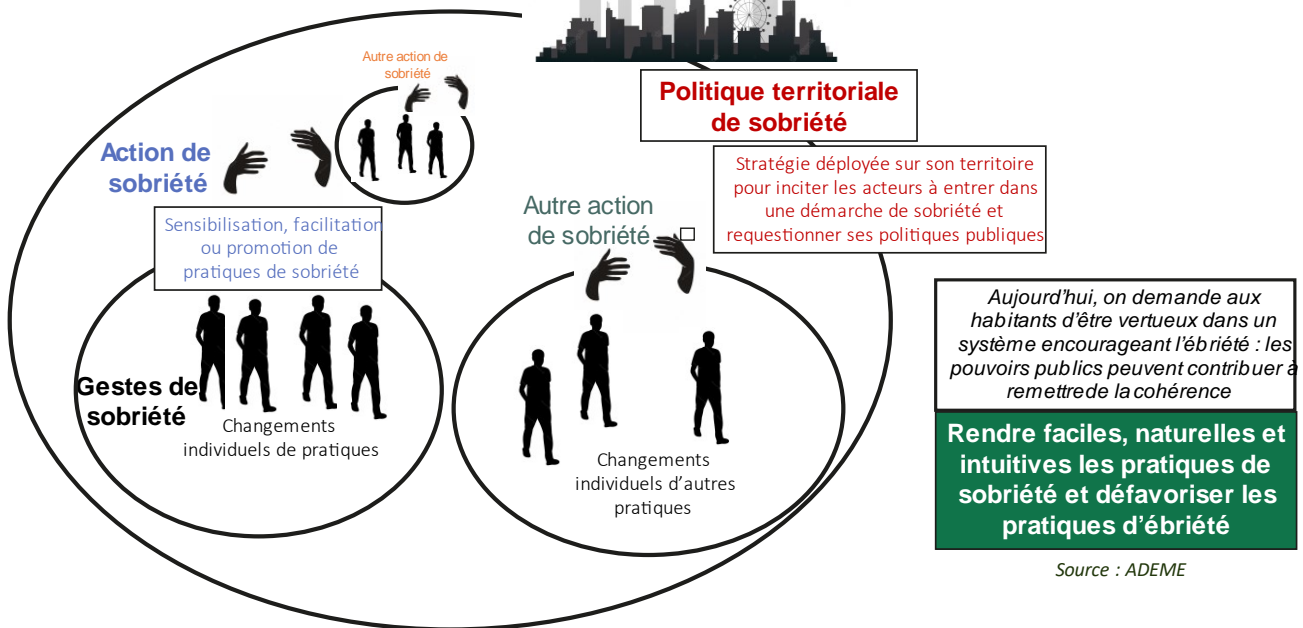 Autre action de
sobriété
Politique territoriale
de sobriété
Action de
sobriété
Stratégie déployée sur son territoire
pour inciter les acteurs à entrer dans
une démarche de sobriété et
requestionner ses politiques publiques
Sensibilisation, facilitation
ou promotion de
pratiques de sobriété
Autre action
de sobriété
Gestes de
sobriété
Changements
individuels de pratiques
Changements
individuels d’autres
pratiques
Aujourd’hui, on demande aux
habitants d’être vertueux dans un
système encourageant l’ébriété : les
pouvoirs publics peuvent contribuer à
remettre de la cohérence
Rendre faciles, naturelles et
intuitives les pratiques de
sobriété et défavoriser les
pratiques d’ébriété
Source : ADEME